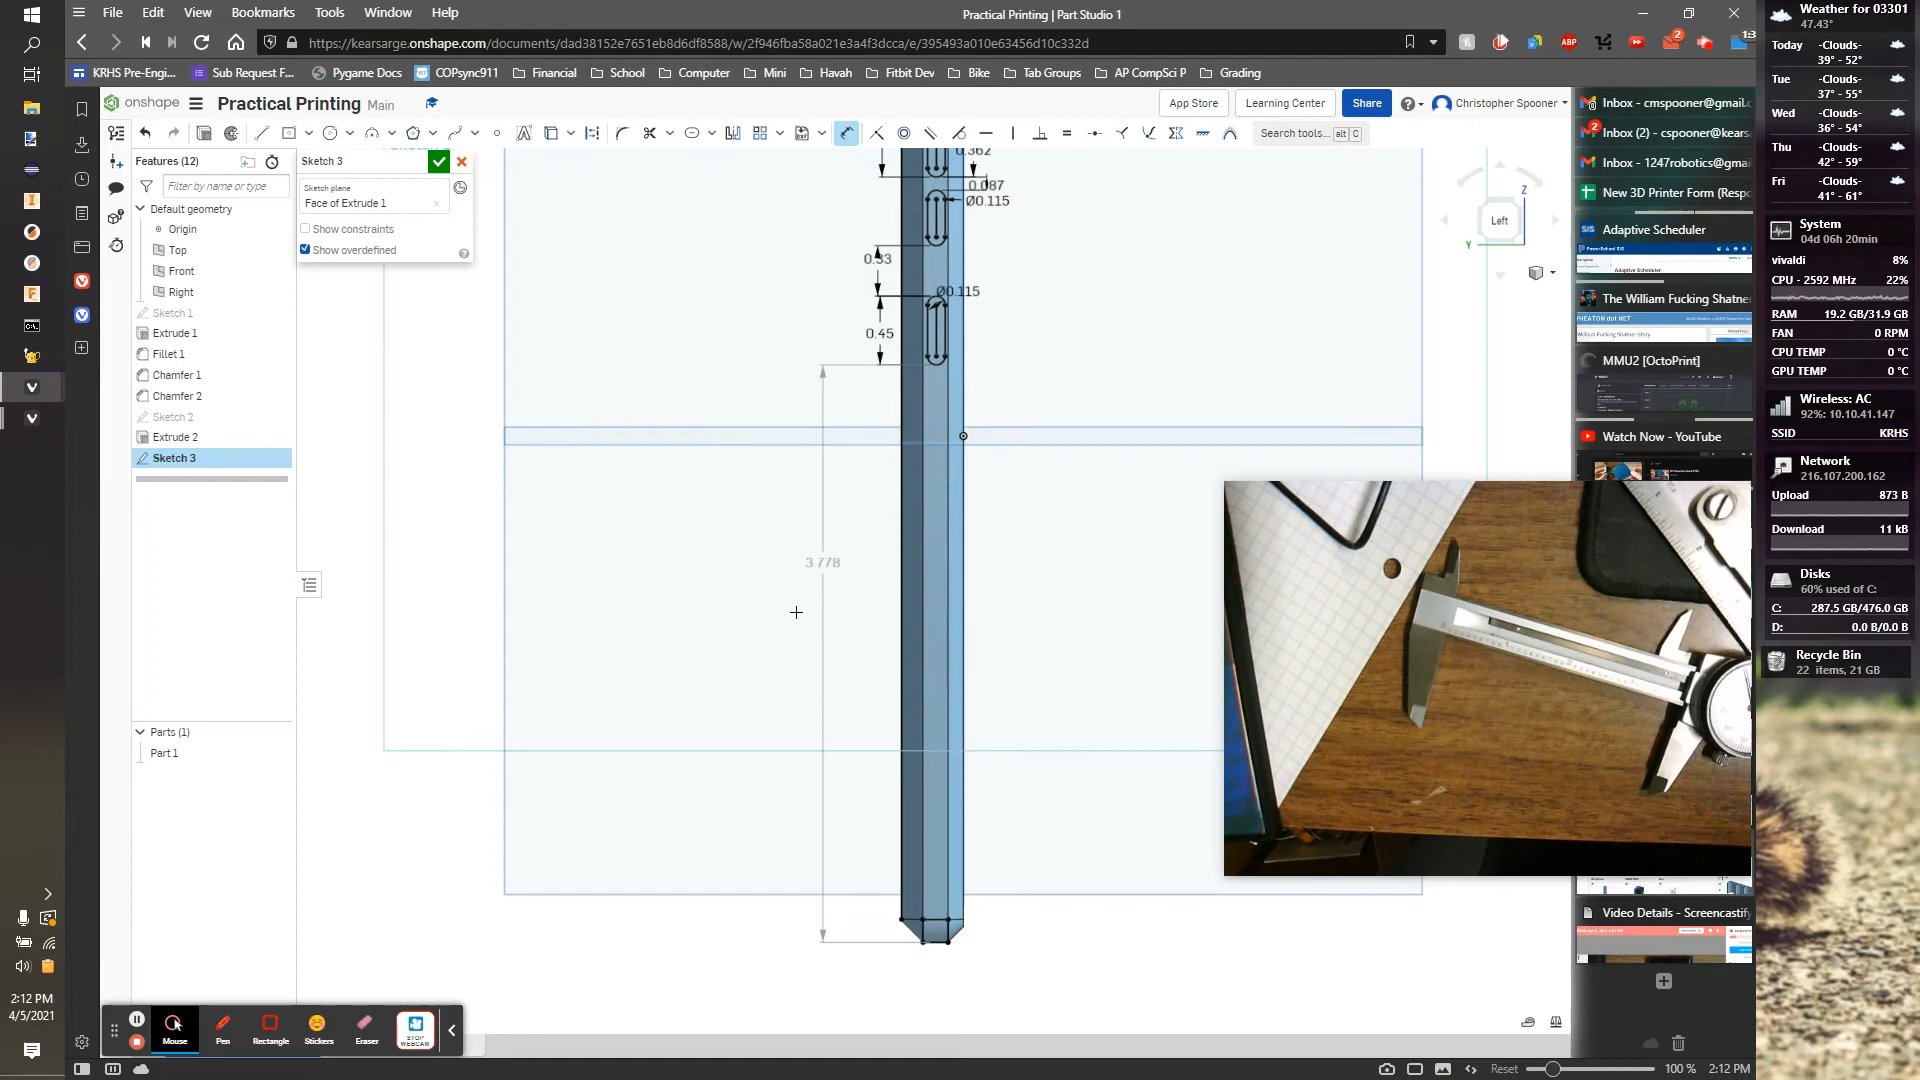 File Edit View Bookmarks Tools Window Help
Practical Printing | Part Studio 1
https://kearsarge.onshape.com/documents/dad38152e7651eb8d6df8588/w/2f946fba58a021e3a4f3dcca/e/395493a010e63456d10c332d
KRHS Pre-Engi... Sub Request F... Pygame Docs COPsync911 Financial School Computer Mini Havah Fitbit Dev Bike Tab Groups AP CompSci P Grading
onshape Practical Printing Main
App Store Learning Center Share Christopher Spooner
Search tools... alt C
Features (12)
Filter by name or type
Default geometry
Origin
Top
Front
Right
Sketch 1
Extrude 1
Fillet 1
Chamfer 1
Chamfer 2
Sketch 2
Extrude 2
Sketch 3
Parts (1)
Part 1
Sketch 3
Sketch plane
Face of Extrude 1
Show constraints
Show overdefined
0.362
0.087
Ø0.115
0.33
Ø0.115
0.45
3.778
Z
Left
Y
Inbox - cmspooner@gmail.c
Inbox (2) - cspooner@kears
Inbox - 1247robotics@gmai
New 3D Printer Form (Respo
Adaptive Scheduler
The William Fucking Shatne
MMU2 [OctoPrint]
Watch Now - YouTube
Video Details - Screencastify
Weather for 03301
47.43°
Today -Clouds-
39° - 52°
Tue -Clouds-
37° - 55°
Wed -Clouds-
36° - 54°
Thu -Clouds-
42° - 59°
Fri -Clouds-
41° - 61°
System
04d 06h 20min
vivaldi 8%
CPU - 2592 MHz 22%
RAM 19.2 GB/31.9 GB
FAN 0 RPM
CPU TEMP 0 °C
GPU TEMP 0 °C
Wireless: AC
92%: 10.10.41.147
SSID KRHS
Network
216.107.200.162
Upload 873 B
Download 11 kB
Disks
60% used of C:
C: 287.5 GB/476.0 GB
D: 0.0 B/0.0 B
Recycle Bin
22 items, 21 GB
Mouse Pen Rectangle Stickers Eraser STOP WEBCAM
2:12 PM
4/5/2021
Reset 100 % 2:12 PM